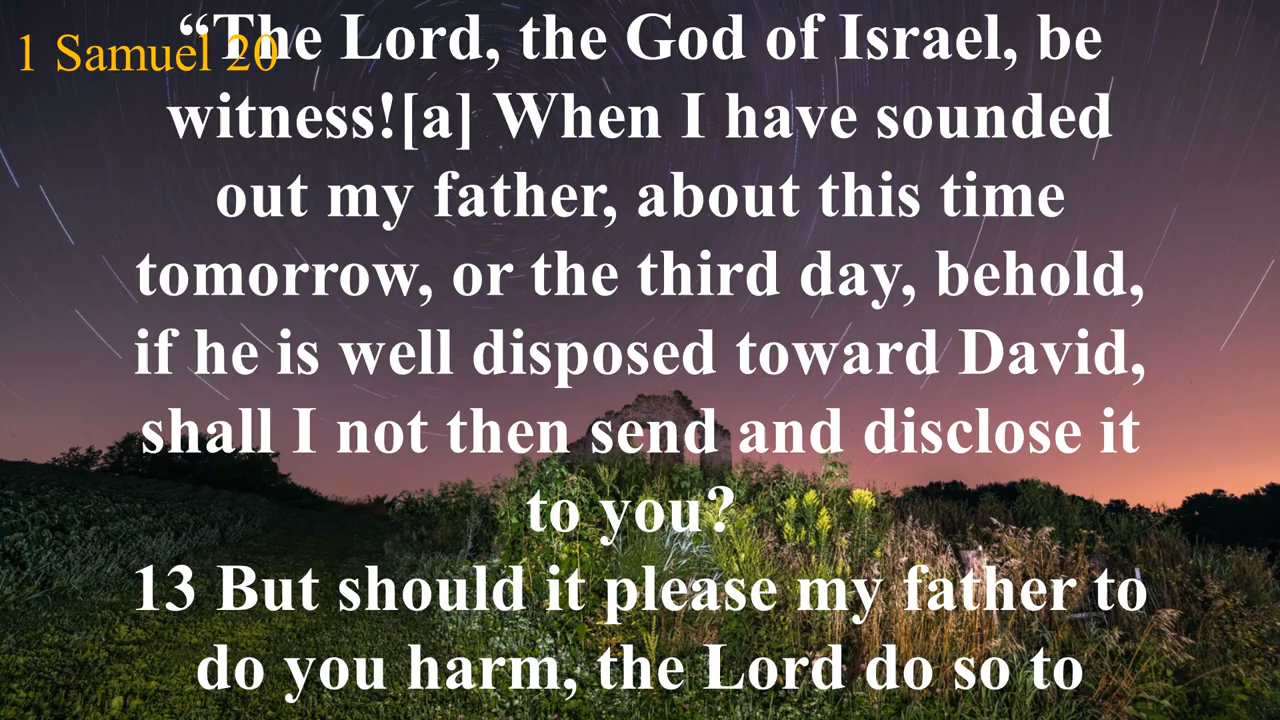 1 Samuel 20
“The Lord, the God of Israel, be
witness![a] When I have sounded
out my father, about this time
tomorrow, or the third day, behold,
if he is well disposed toward David,
shall I not then send and disclose it
to you?
13 But should it please my father to
do you harm, the Lord do so to